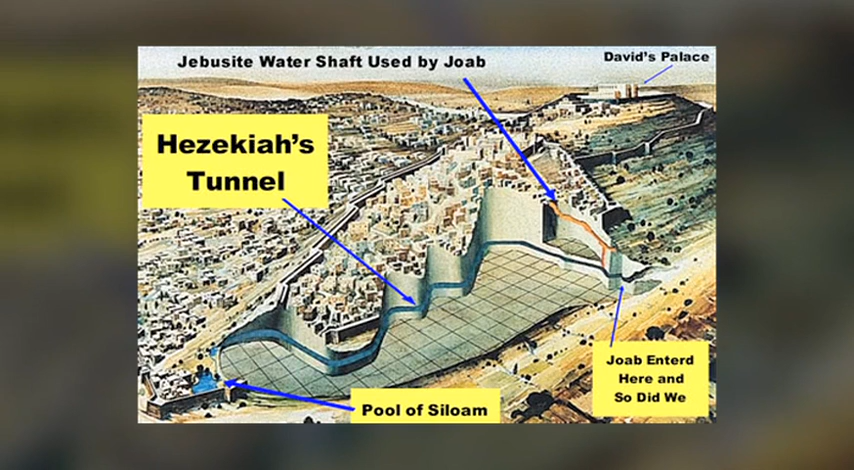 Jebusite Water Shaft Used by Joab
David's Palace
Hezekiah's
Tunnel
Joab Enterd
Here and
So Did We
Pool of Siloam